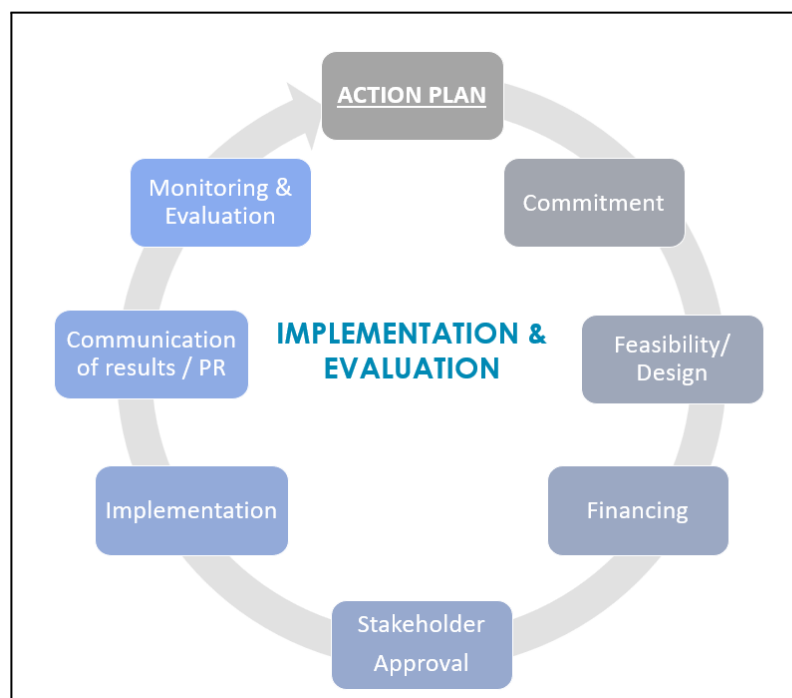 ACTION PLAN
Commitment
Feasibility/
Design
Financing
Stakeholder
Approval
Implementation
Communication
of results / PR
Monitoring &
Evaluation
IMPLEMENTATION &
EVALUATION